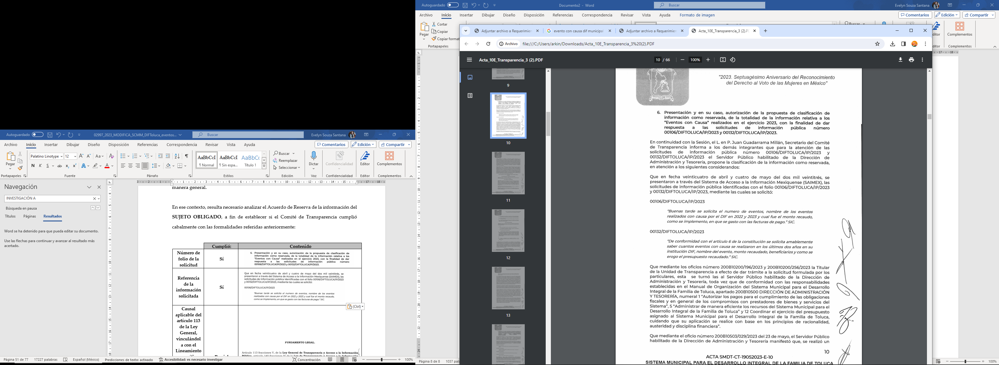 Autoguardado
02997_2023_MODIFICA_SCMM_DIFToluca_eventos...
Buscar
Evelyn Souza Santana
Archivo Inicio Insertar Dibujar Diseño Disposición Referencias Correspondencia Revisar Vista Ayuda
Comentarios Edición Compartir
Pegar
Palatino Linotype 12
N K S ab x₂ x²
AaBbCcI AaBbCcI AaBbCc
Normal Sin espa... Título 1
Buscar
Reemplazar
Seleccionar
Dictar Confidencialidad Editor Complementos
Portapapeles Fuente Párrafo Estilos Edición Voz Confidencialidad Editor Complementos
Navegación
INVESTIGACIÓN A
Búsqueda en pausa
Títulos Páginas Resultados
Word se ha detenido para que pueda editar su documento.
Use las flechas para continuar y avanzar al resultado más
acertado.
manera general.
En ese contexto, resulta necesario analizar el Acuerdo de Reserva de la información del
SUJETO OBLIGADO, a fin de establecer si el Comité de Transparencia cumplió
cabalmente con las formalidades referidas anteriormente:
Cumplió: Contenido
Número de
folio de la
solicitud
Sí
6. Presentación y en su caso, autorización de la propuesta de clasificación de
información como reservada, de la totalidad de la información relativa a los
"Eventos con Causa" realizados en el ejercicio 2023, con la finalidad de dar
respuesta a las solicitudes de información pública número
00106/DIFTOLUCA/IP/2023 y 00132/DIFTOLUCA/IP/2023.
Referencia
de la
información
solicitada
Sí
Que en fecha veinticuatro de abril y cuatro de mayo del dos mil veintitrés, se
presentaron a través del Sistema de Acceso a la Información Mexiquense (SAIMEX), las
solicitudes de información pública identificadas con el folio 00106/DIFTOLUCA/IP/2023
y 00132/DIFTOLUCA/IP/2023, mediante las cuales se solicitó:
00106/DIFTOLUCA/IP/2023
"Buenas tarde se solicita el numero de eventos, nombre de los eventos
realizados con causa por el DIF en 2022 y 2023 y cual fue el monto recaudo,
como se implemento, en que se gasto con las facturas de pago." SIC.
(Ctrl)
Causal
aplicable del
artículo 113
de la Ley
General,
vinculándol
a con el
Lineamiento
FUNDAMENTO LEGAL.
Artículo 113 fracciones V, de la Ley General de Transparencia y Acceso a la Información
Página 51 de 77 17227 palabras Español (México) Predicciones de texto: activado Accesibilidad: es necesario investigar Concentración 100%
Autoguardado
Documento2 - Word
Buscar
Evelyn Souza Santana
Archivo Inicio Insertar Dibujar Diseño Disposición Referencias Correspondencia Revisar Vista Ayuda Formato de imagen
Comentarios Edición Compartir
Pegar
Cortar
Copiar
Copiar format
Portapapeles
Buscar
ditor Complementos
ditor Complementos
Adjuntar archivo a Requerimien
evento con causa dif municipal
Adjuntar archivo a Requerimien
Acta_10E_Transparencia_3 (2).P
Archivo file:///C:/Users/arkin/Downloads/Acta_10E_Transparencia_3%20(2).PDF
Acta_10E_Transparencia_3 (2).PDF
10 / 66 100%
9
10
11
12
13
"2023. Septuagésimo Aniversario del Reconocimiento
del Derecho al Voto de las Mujeres en México"
6. Presentación y en su caso, autorización de la propuesta de clasificación de
información como reservada, de la totalidad de la información relativa a los
"Eventos con Causa" realizados en el ejercicio 2023, con la finalidad de dar
respuesta a las solicitudes de información pública número
00106/DIFTOLUCA/IP/2023 y 00132/DIFTOLUCA/IP/2023.
En continuidad con la Sesión, el L. en P. Juan Guadarrama Millán, Secretario del Comité
de Transparencia informa a los demás integrantes que para la atención de las
solicitudes de información pública número 00106/DIFTOLUCA/IP/2023 y
00132/DIFTOLUCA/IP/2023 el Servidor Público habilitado de la Dirección de
Administración y Tesorería, propone la clasificación de la información como reservada,
en atención a los siguientes considerandos:
Que en fecha veinticuatro de abril y cuatro de mayo del dos mil veintitrés, se
presentaron a través del Sistema de Acceso a la Información Mexiquense (SAIMEX), las
solicitudes de información pública identificadas con el folio 00106/DIFTOLUCA/IP/2023
y 00132/DIFTOLUCA/IP/2023, mediante las cuales se solicitó:
00106/DIFTOLUCA/IP/2023
"Buenas tarde se solicita el numero de eventos, nombre de los eventos
realizados con causa por el DIF en 2022 y 2023 y cual fue el monto recaudo,
como se implemento, en que se gasto con las facturas de pago." SIC.
00132/DIFTOLUCA/IP/2023
"De conformidad con el artículo 6 de la constitución se solicita amablemente
saber cuantos eventos con causa se realizaron en los últimos dos años en su
institución DIF, nombre del evento, monto recaudado, beneficiarios y como se
erogo el presupuesto recaudado." SIC.
Que mediante los oficios número 200B10200/196/2023 y 200B10200/256/2023 la Titular
de la Unidad de Transparencia a efecto de dar trámite a la solicitud formulada por los
particulares, esta se turnó las al Servidor Público habilitado de la Dirección de
Administración y Tesorería, toda vez que de conformidad con las responsabilidades
establecidas en el Manual de Organización del Sistema Municipal para el Desarrollo
Integral de la Familia de Toluca, apartado 200B10500 DIRECCIÓN DE ADMINISTRACIÓN
Y TESORERÍA, numeral 1 "Autorizar los pagos para el cumplimiento de las obligaciones
fiscales y en general de los compromisos con prestadores de bienes y servicios del
Sistema", 5 "Administrar de manera eficiente los recursos del Sistema Municipal para el
Desarrollo Integral de la Familia de Toluca" y 12 Coordinar el ejercicio del presupuesto
asignado al Sistema Municipal para el Desarrollo Integral de la Familia de Toluca,
cuidando que su aplicación se realice con base en los principios de racionalidad,
austeridad y disciplina financiera".
Que mediante el oficio número 200B10503/029/2023 del 23 de mayo, el Servidor Público
habilitado de la Dirección de Administración y Tesorería manifestó que, se realizó un
10
ACTA SMDT-CT-19052023-E-10
SISTEMA MUNICIPAL PARA EL DESARROLLO INTEGRAL DE LA FAMILIA DE TOLUCA
Página 8 de 8 1037 pala
100%